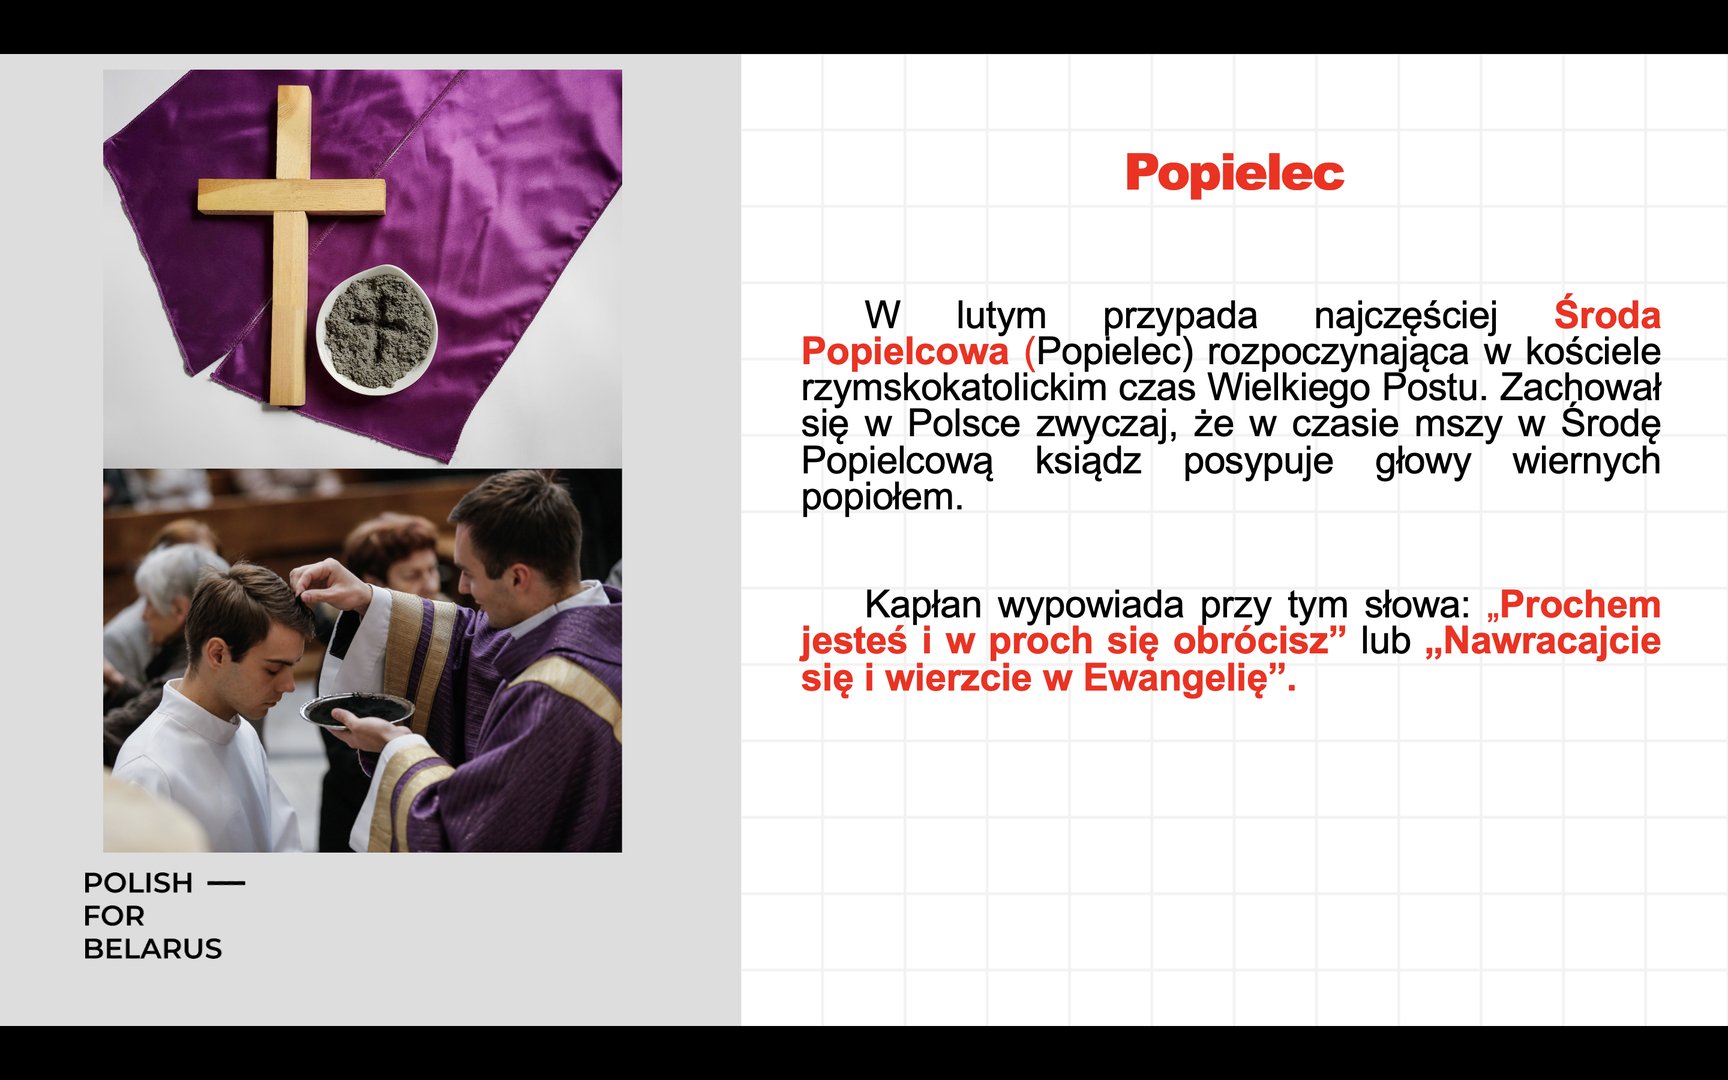 Popielec
W lutym przypada najczęściej Środa
Popielcowa (Popielec) rozpoczynająca w kościele
rzymskokatolickim czas Wielkiego Postu. Zachował
się w Polsce zwyczaj, że w czasie mszy w Środę
Popielcową ksiądz posypuje głowy wiernych
popiołem.
Kapłan wypowiada przy tym słowa: „Prochem
jesteś i w proch się obrócisz” lub „Nawracajcie
się i wierzcie w Ewangelię”.
POLISH —
FOR
BELARUS